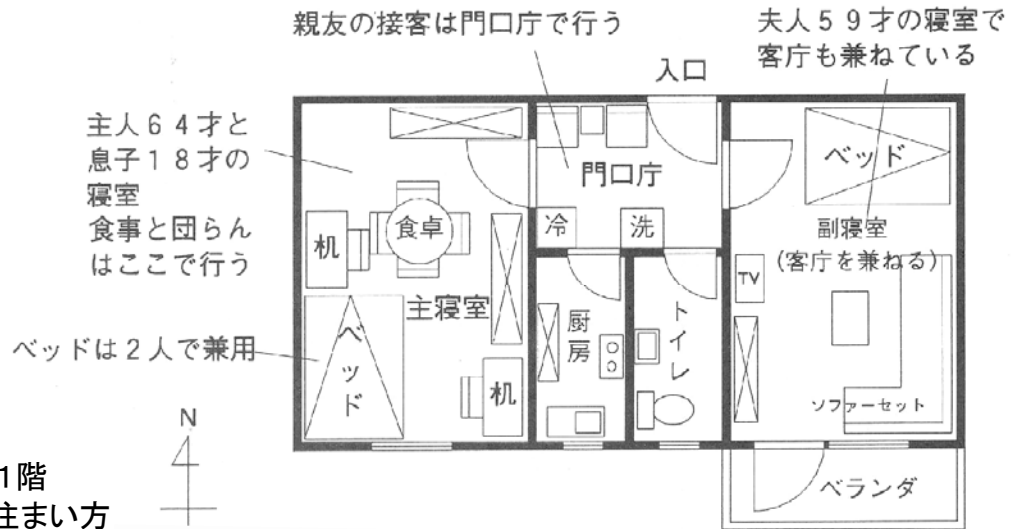 親友の接客は門口庁で行う
夫人５９才の寝室で
客庁も兼ねている
入口
主人６４才と
息子１８才の
寝室
食事と団らん
はここで行う
ベッド
門口庁
食卓
机
冷
洗
副寝室
(客庁を兼ねる)
TV
主寝室
厨房
トイレ
ベッドは２人で兼用
ベッド
机
ソファーセット
N
ベランダ
1階
住まい方